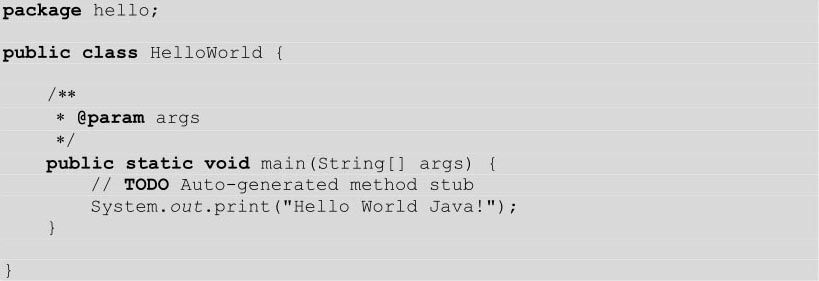 package hello;
public class HelloWorld {
/**
* @param args
*/
public static void main(String[] args) {
// TODO Auto-generated method stub
System.out.print("Hello World Java!");
}
}